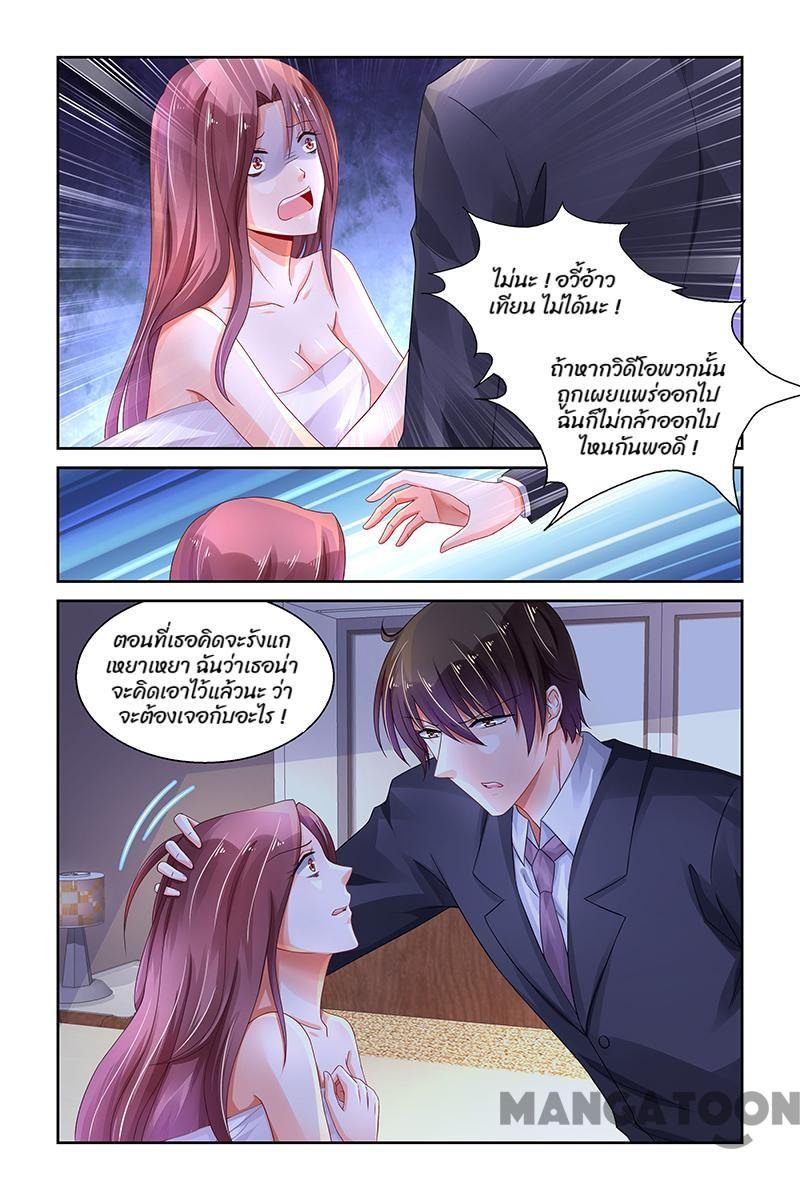 ไม่นะ ! อวี้อ้าว
เทียน ไม่ได้นะ !
ถ้าหากวิดีโอพวกนั้น
ถูกเผยแพร่ออกไป
ฉันก็ไม่กล้าออกไป
ไหนกันพอดี !
ตอนที่เธอคิดจะรังแก
เหยาเหยา ฉันว่าเธอน่า
จะคิดเอาไว้แล้วนะ ว่า
จะต้องเจอกับอะไร !
MANGATOON